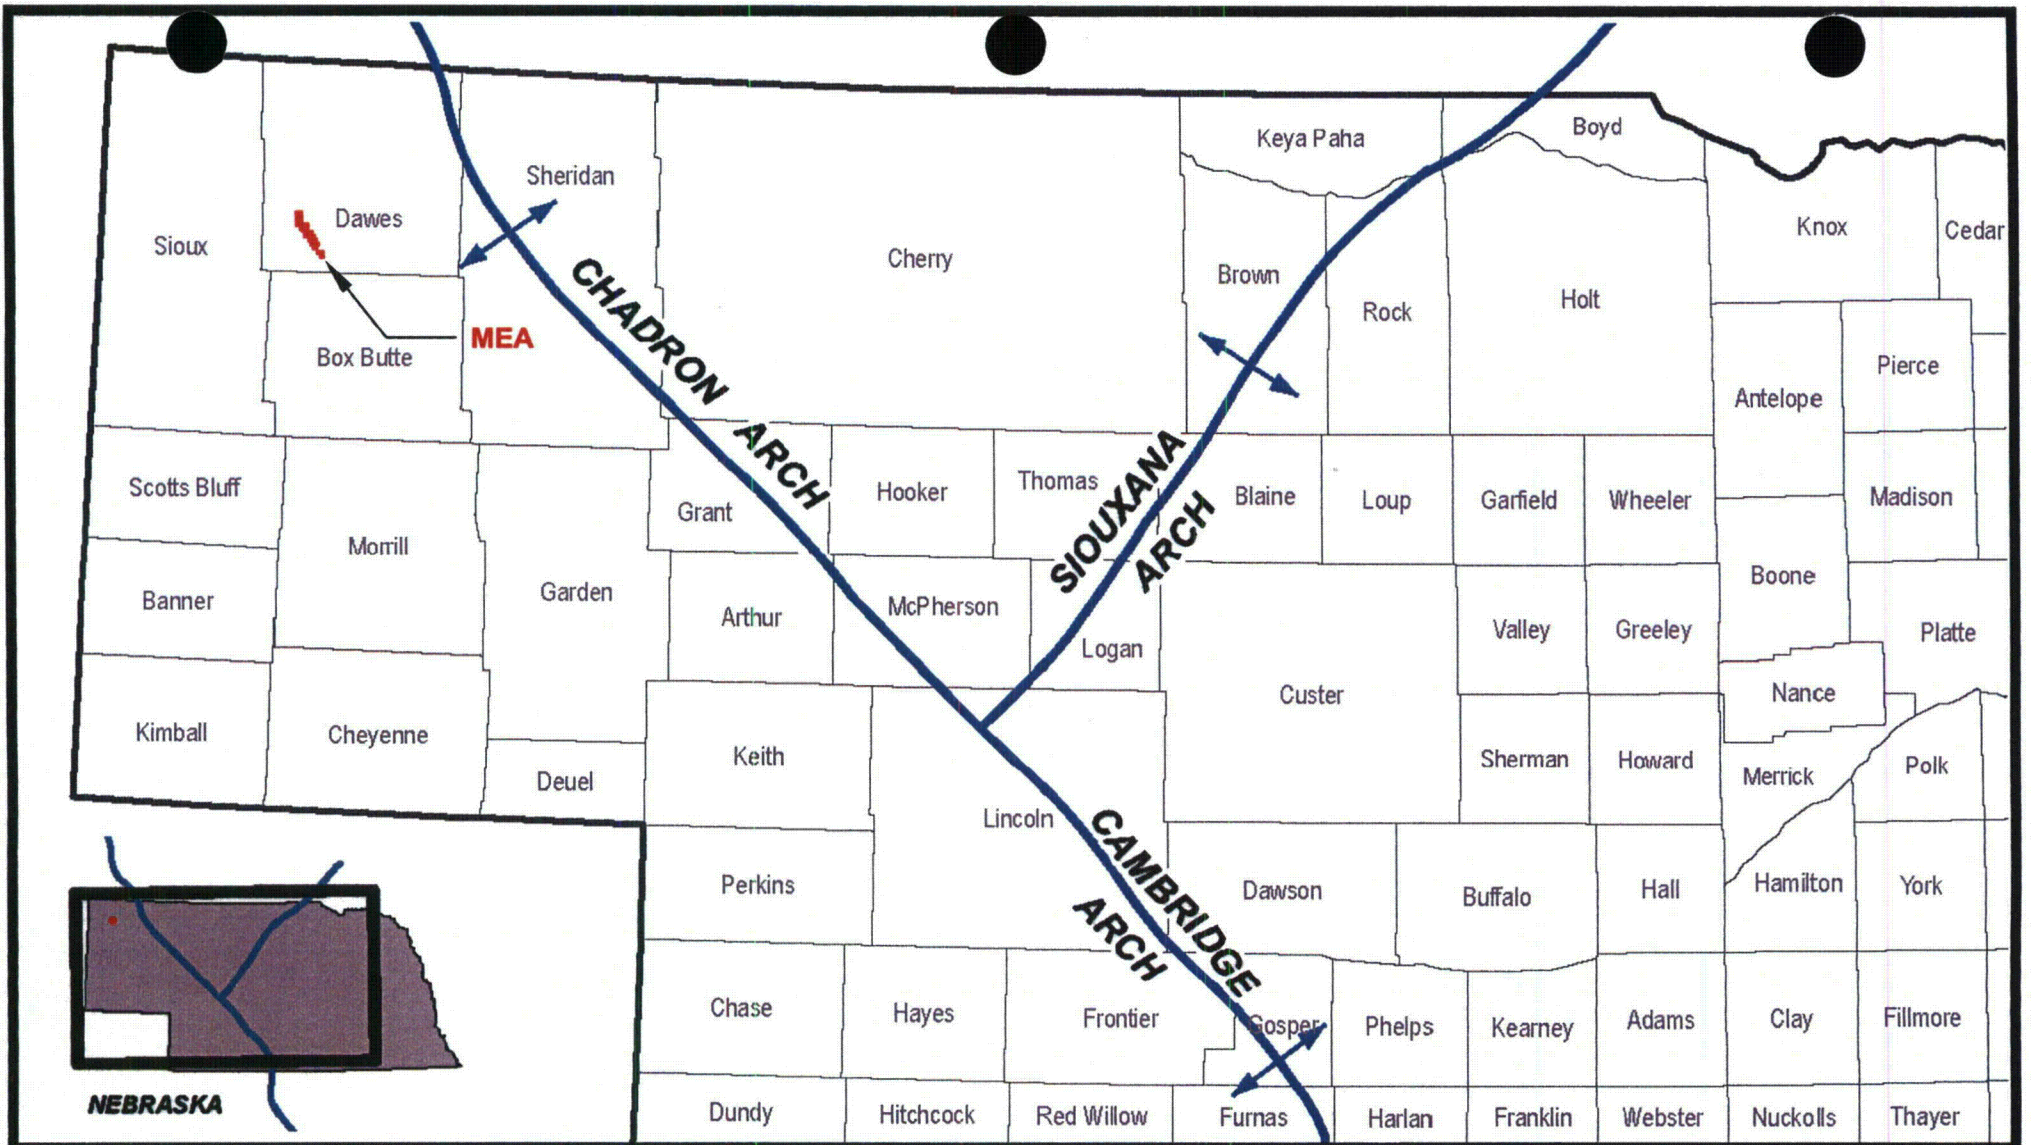 Keya Paha
Boyd
Sheridan
Dawes
Sioux
Cherry
Knox
Cedar
Brown
Rock
Holt
CHADRON ARCH
MEA
Box Butte
Pierce
Antelope
Scotts Bluff
Morrill
Grant
Hooker
Thomas
SIOUXANA
ARCH
Blaine
Loup
Garfield
Wheeler
Madison
Banner
Garden
Arthur
McPherson
Logan
Boone
Valley
Greeley
Platte
Custer
Nance
Kimball
Cheyenne
Deuel
Keith
Sherman
Howard
Merrick
Polk
Lincoln
CAMBRIDGE
ARCH
Perkins
Dawson
Buffalo
Hall
Hamilton
York
Chase
Hayes
Frontier
Gosper
Phelps
Kearney
Adams
Clay
Fillmore
NEBRASKA
Dundy
Hitchcock
Red Willow
Furnas
Harlan
Franklin
Webster
Nuckolls
Thayer